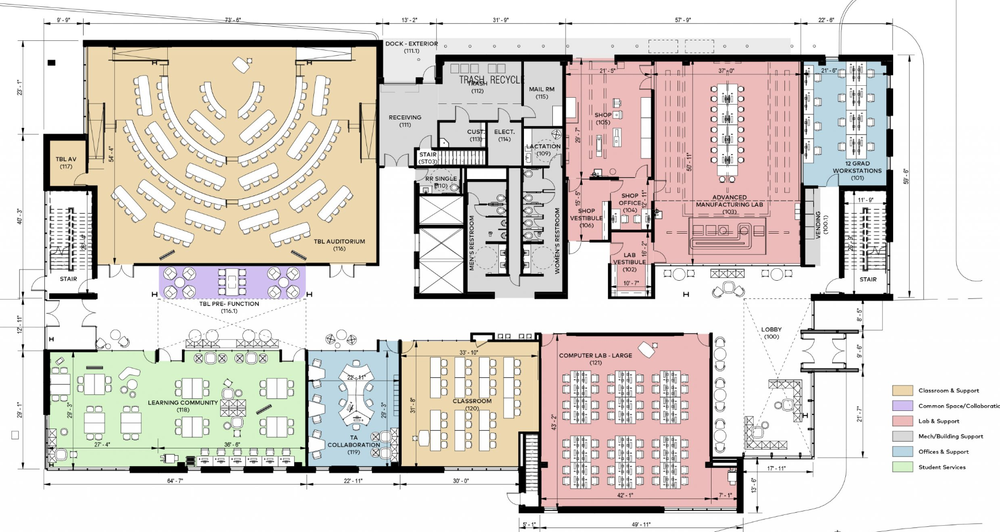 9' - 9"
73' - 6"
13' - 2"
31' - 9"
57' - 9"
22' - 6"
DOCK - EXTERIOR
(111.1)
23' - 1"
40' - 3"
12' - 11"
29' - 1"
54' - 4"
TBL AV
(117)
TBL AUDITORIUM
(116)
STAIR
26' - 4"
RECEIVING
(111)
TRASH RECYCLE
TRASH
(112)
MAIL RM
(115)
CUST.
(113)
ELECT.
(114)
STAIR
(ST03)
LACTATION
(109)
RR SINGLE
(110)
MEN'S RESTROOM
WOMEN'S RESTROOM
21' - 5"
SHOP
(105)
29' - 7"
15' - 5"
SHOP
VESTIBULE
(106)
SHOP
OFFICE
(104)
12' - 11"
LAB
VESTIBULE
(102)
16' - 2"
10' - 7"
37' - 0"
50' - 11"
ADVANCED
MANUFACTURING LAB
(103)
21' - 6"
12 GRAD
WORKSTATIONS
(101)
VENDING
(100.1)
11' - 9"
26' - 9"
STAIR
59' - 6"
TBL PRE- FUNCTION
(116.1)
LOBBY
(100)
8' - 5"
9' - 6"
21' - 7"
17' - 11"
13' - 6"
LEARNING COMMUNITY
(118)
29' - 3"
27' - 4"
36' - 6"
64' - 7"
22' - 11"
TA
COLLABORATION
(119)
29' - 3"
22' - 11"
33' - 10"
31' - 8"
CLASSROOM
(120)
30' - 0"
COMPUTER LAB - LARGE
(121)
43' - 2"
42' - 1"
7' - 1"
5' - 1"
49' - 11"
Classroom & Support
Common Space/Collaboratio
Lab & Support
Mech/Building Support
Offices & Support
Student Services